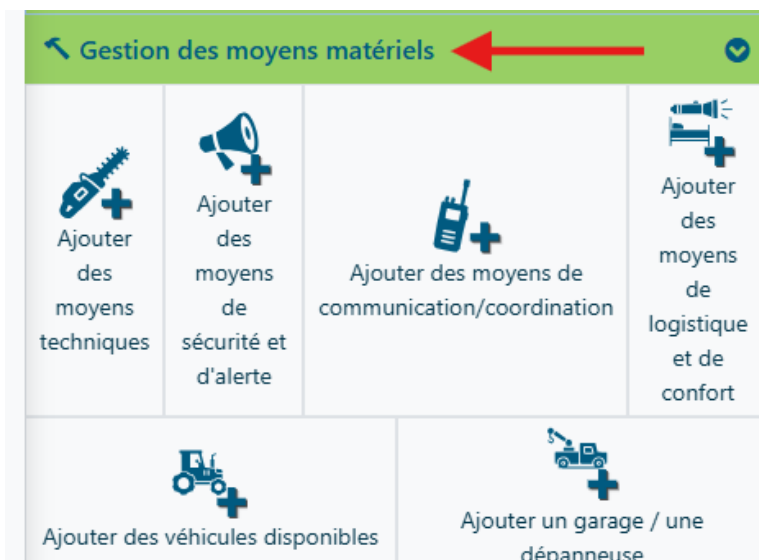 Gestion des moyens matériels
Ajouter
des
moyens
techniques
Ajouter
des
moyens
de
sécurité et
d'alerte
Ajouter des moyens de
communication/coordination
Ajouter
des
moyens
de
logistique
et de
confort
Ajouter des véhicules disponibles
Ajouter un garage / une
dépanneuse